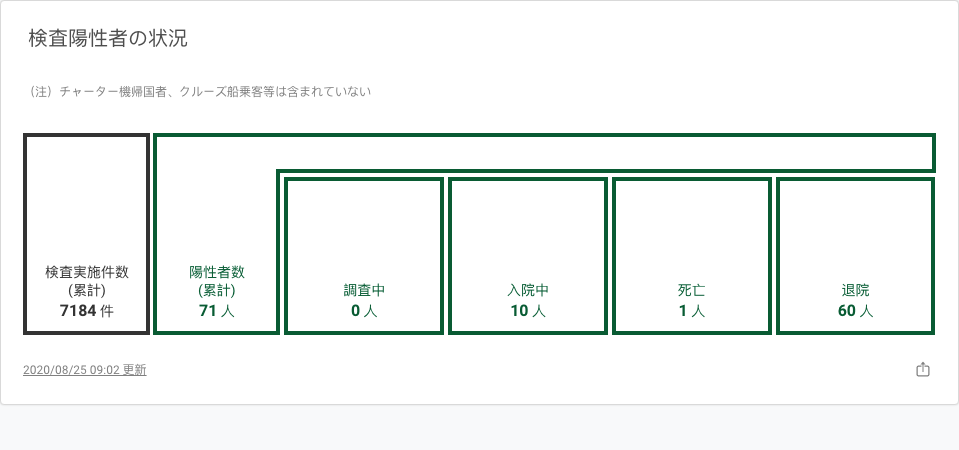 検査陽性者の状況
（注）チャーター機帰国者、クルーズ船乗客等は含まれていない
検査実施件数
(累計)
7184 件
陽性者数
(累計)
71 人
調査中
0 人
入院中
10 人
死亡
1 人
退院
60 人
2020/08/25 09:02 更新